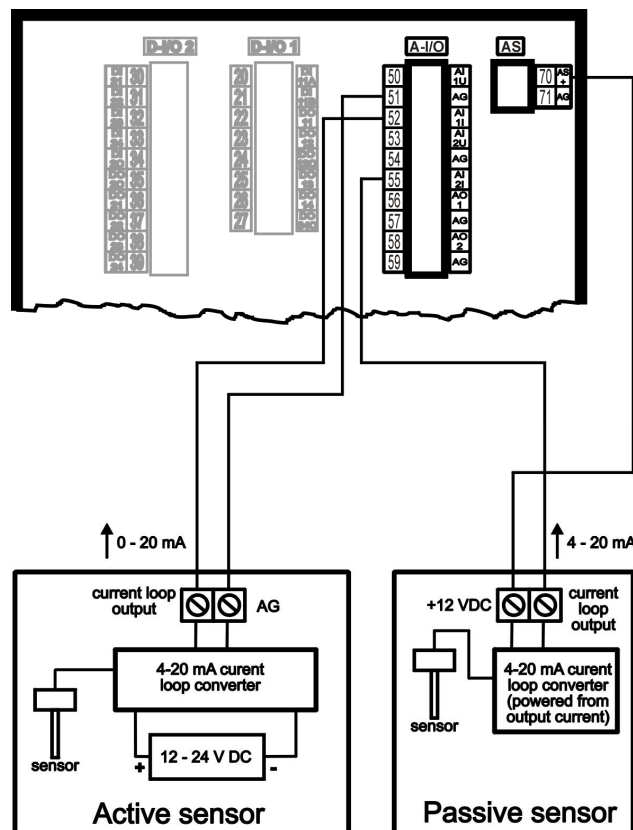 D-I/O 2
D-I/O 1
A-I/O
AS
30
31
32
33
34
35
36
37
38
39
20
21
22
23
24
25
26
27
50 AI 1U
51 AG
52 AI 1I
53 AI 2U
54 AG
55 AI 2I
56 AO 1
57 AG
58 AO 2
59 AG
70 AS +
71 AG
0 - 20 mA
4 - 20 mA
current loop
output
AG
4-20 mA curent
loop converter
sensor
+
12 - 24 V DC
-
Active sensor
+12 VDC
current
loop
output
4-20 mA curent
loop converter
(powered from
output current)
sensor
Passive sensor